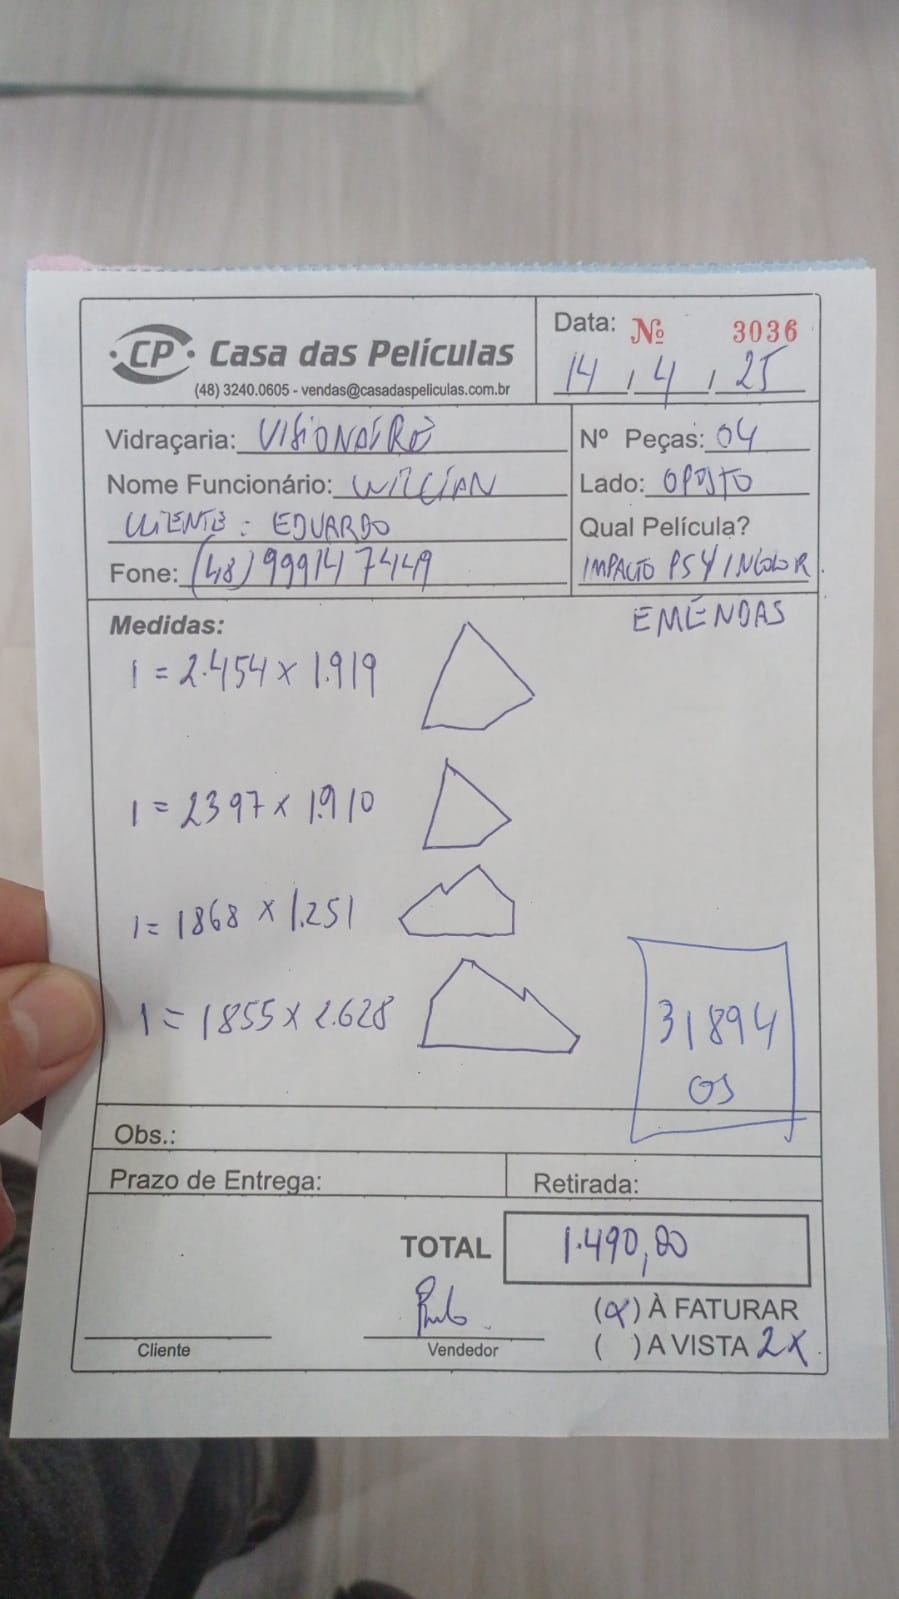 CP Casa das Películas
(48) 3240.0605 - vendas@casadaspeliculas.com.br
Data: Nº 3036
14 / 4 / 25
Vidraçaria: VISIONAIRE
Nº Peças: 04
Nome Funcionário: WILLIAN
Lado: OPOSTO
CLIENTE: EDUARDO
Qual Película?
Fone: (48) 999147449
IMPACTO PS4 INCOLOR.
Medidas:
EMENDAS
1 = 2.454 x 1.919
1 = 2397 x 1.910
1 = 1868 x 1.251
1 = 1855 x 2.628
31894
OS
Obs.:
Prazo de Entrega:
Retirada:
TOTAL 1.490,00
(x) À FATURAR
( ) A VISTA 2x
Cliente
Vendedor